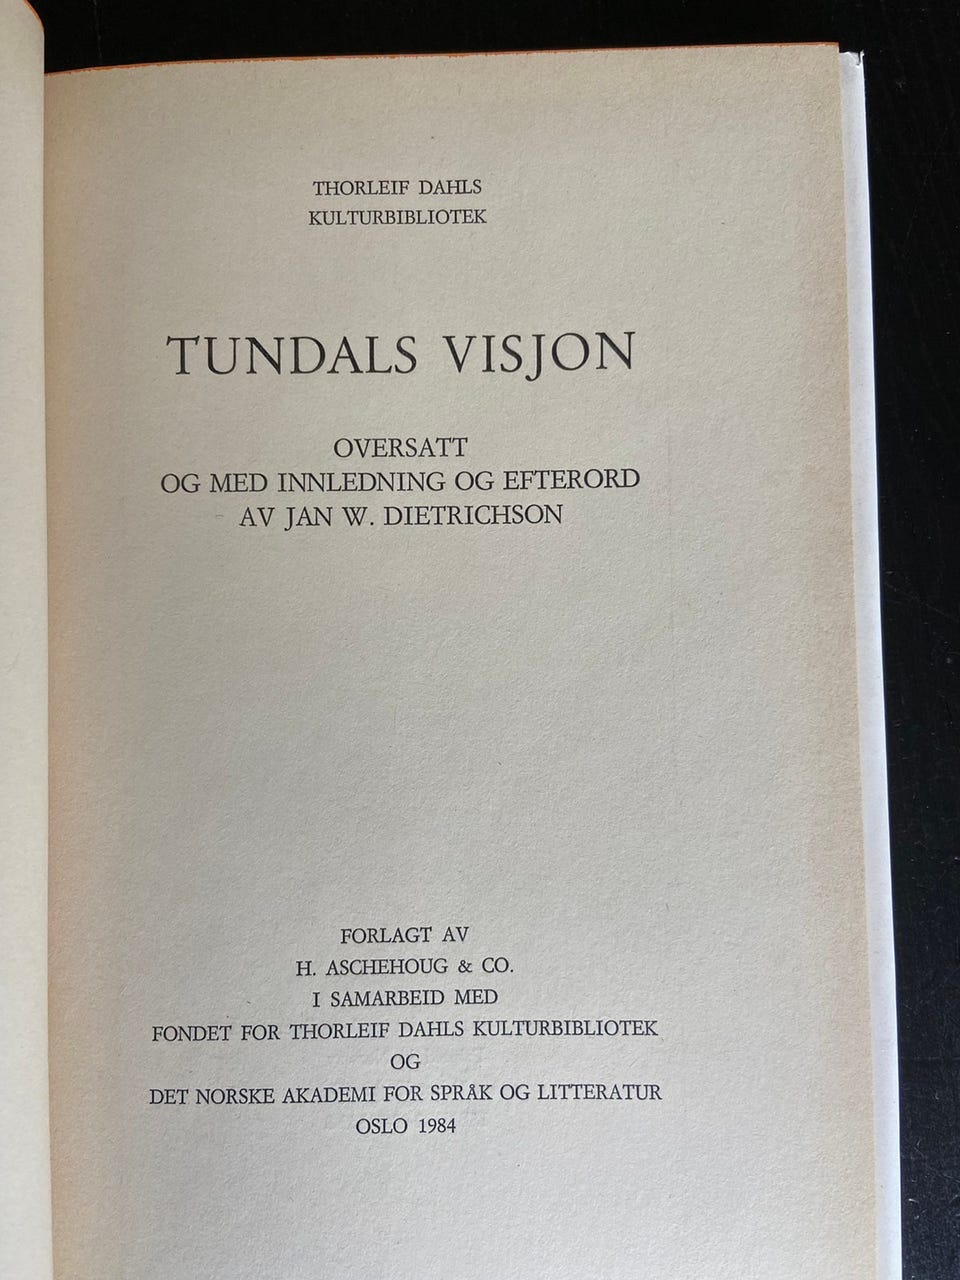 THORLEIF DAHLS
KULTURBIBLIOTEK
TUNDALS VISJON
OVERSATT
OG MED INNLEDNING OG EFTERORD
AV JAN W. DIETRICHSON
FORLAGT AV
H. ASCHEHOUG & CO.
I SAMARBEID MED
FONDET FOR THORLEIF DAHLS KULTURBIBLIOTEK
OG
DET NORSKE AKADEMI FOR SPRÅK OG LITTERATUR
OSLO 1984